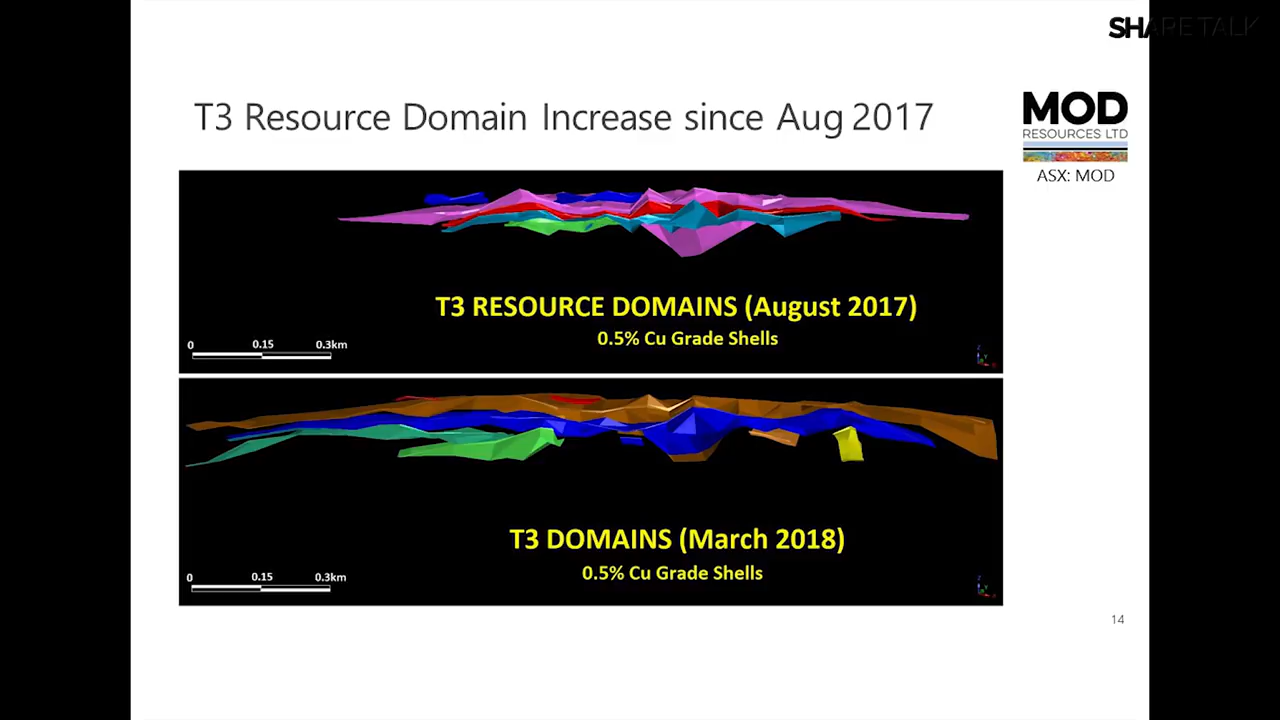 SHARETALK
T3 Resource Domain Increase since Aug 2017
MOD
RESOURCES LTD
ASX: MOD
T3 RESOURCE DOMAINS (August 2017)
0.5% Cu Grade Shells
0 0.15 0.3km
T3 DOMAINS (March 2018)
0.5% Cu Grade Shells
0 0.15 0.3km
14